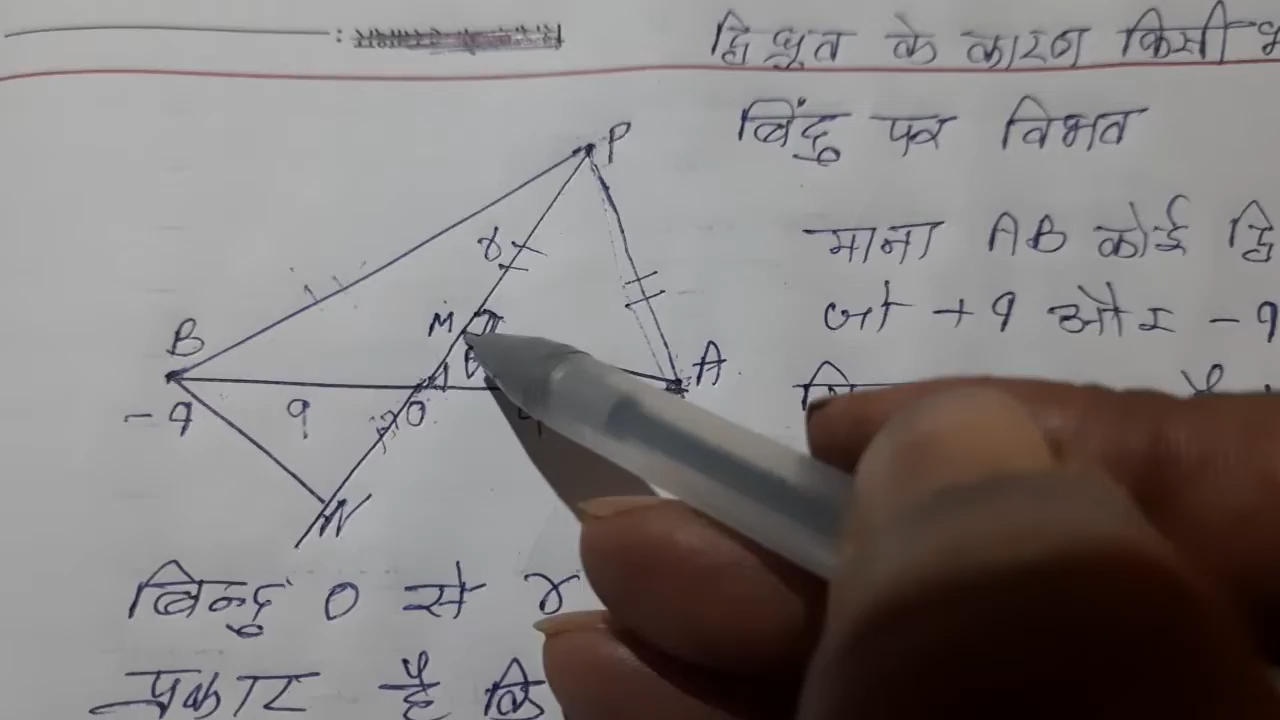 द्विध्रुव के कारण किसी
बिंदु पर विभव
माना AB कोई
जो +q और -q
P
r
M
B
A
-q
q
O
N
बिन्दु O से r
प्रकार है कि